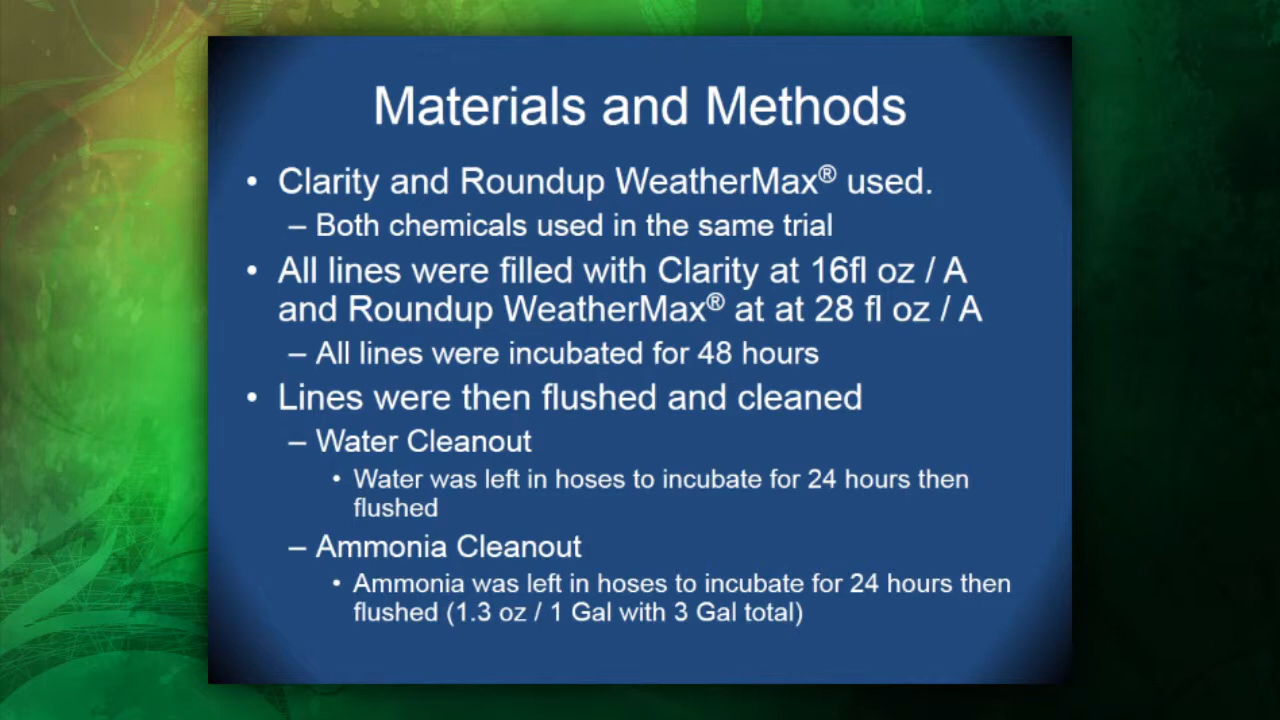 Materials and Methods
• Clarity and Roundup WeatherMax® used.
– Both chemicals used in the same trial
• All lines were filled with Clarity at 16fl oz / A
and Roundup WeatherMax® at at 28 fl oz / A
– All lines were incubated for 48 hours
• Lines were then flushed and cleaned
– Water Cleanout
• Water was left in hoses to incubate for 24 hours then
flushed
– Ammonia Cleanout
• Ammonia was left in hoses to incubate for 24 hours then
flushed (1.3 oz / 1 Gal with 3 Gal total)